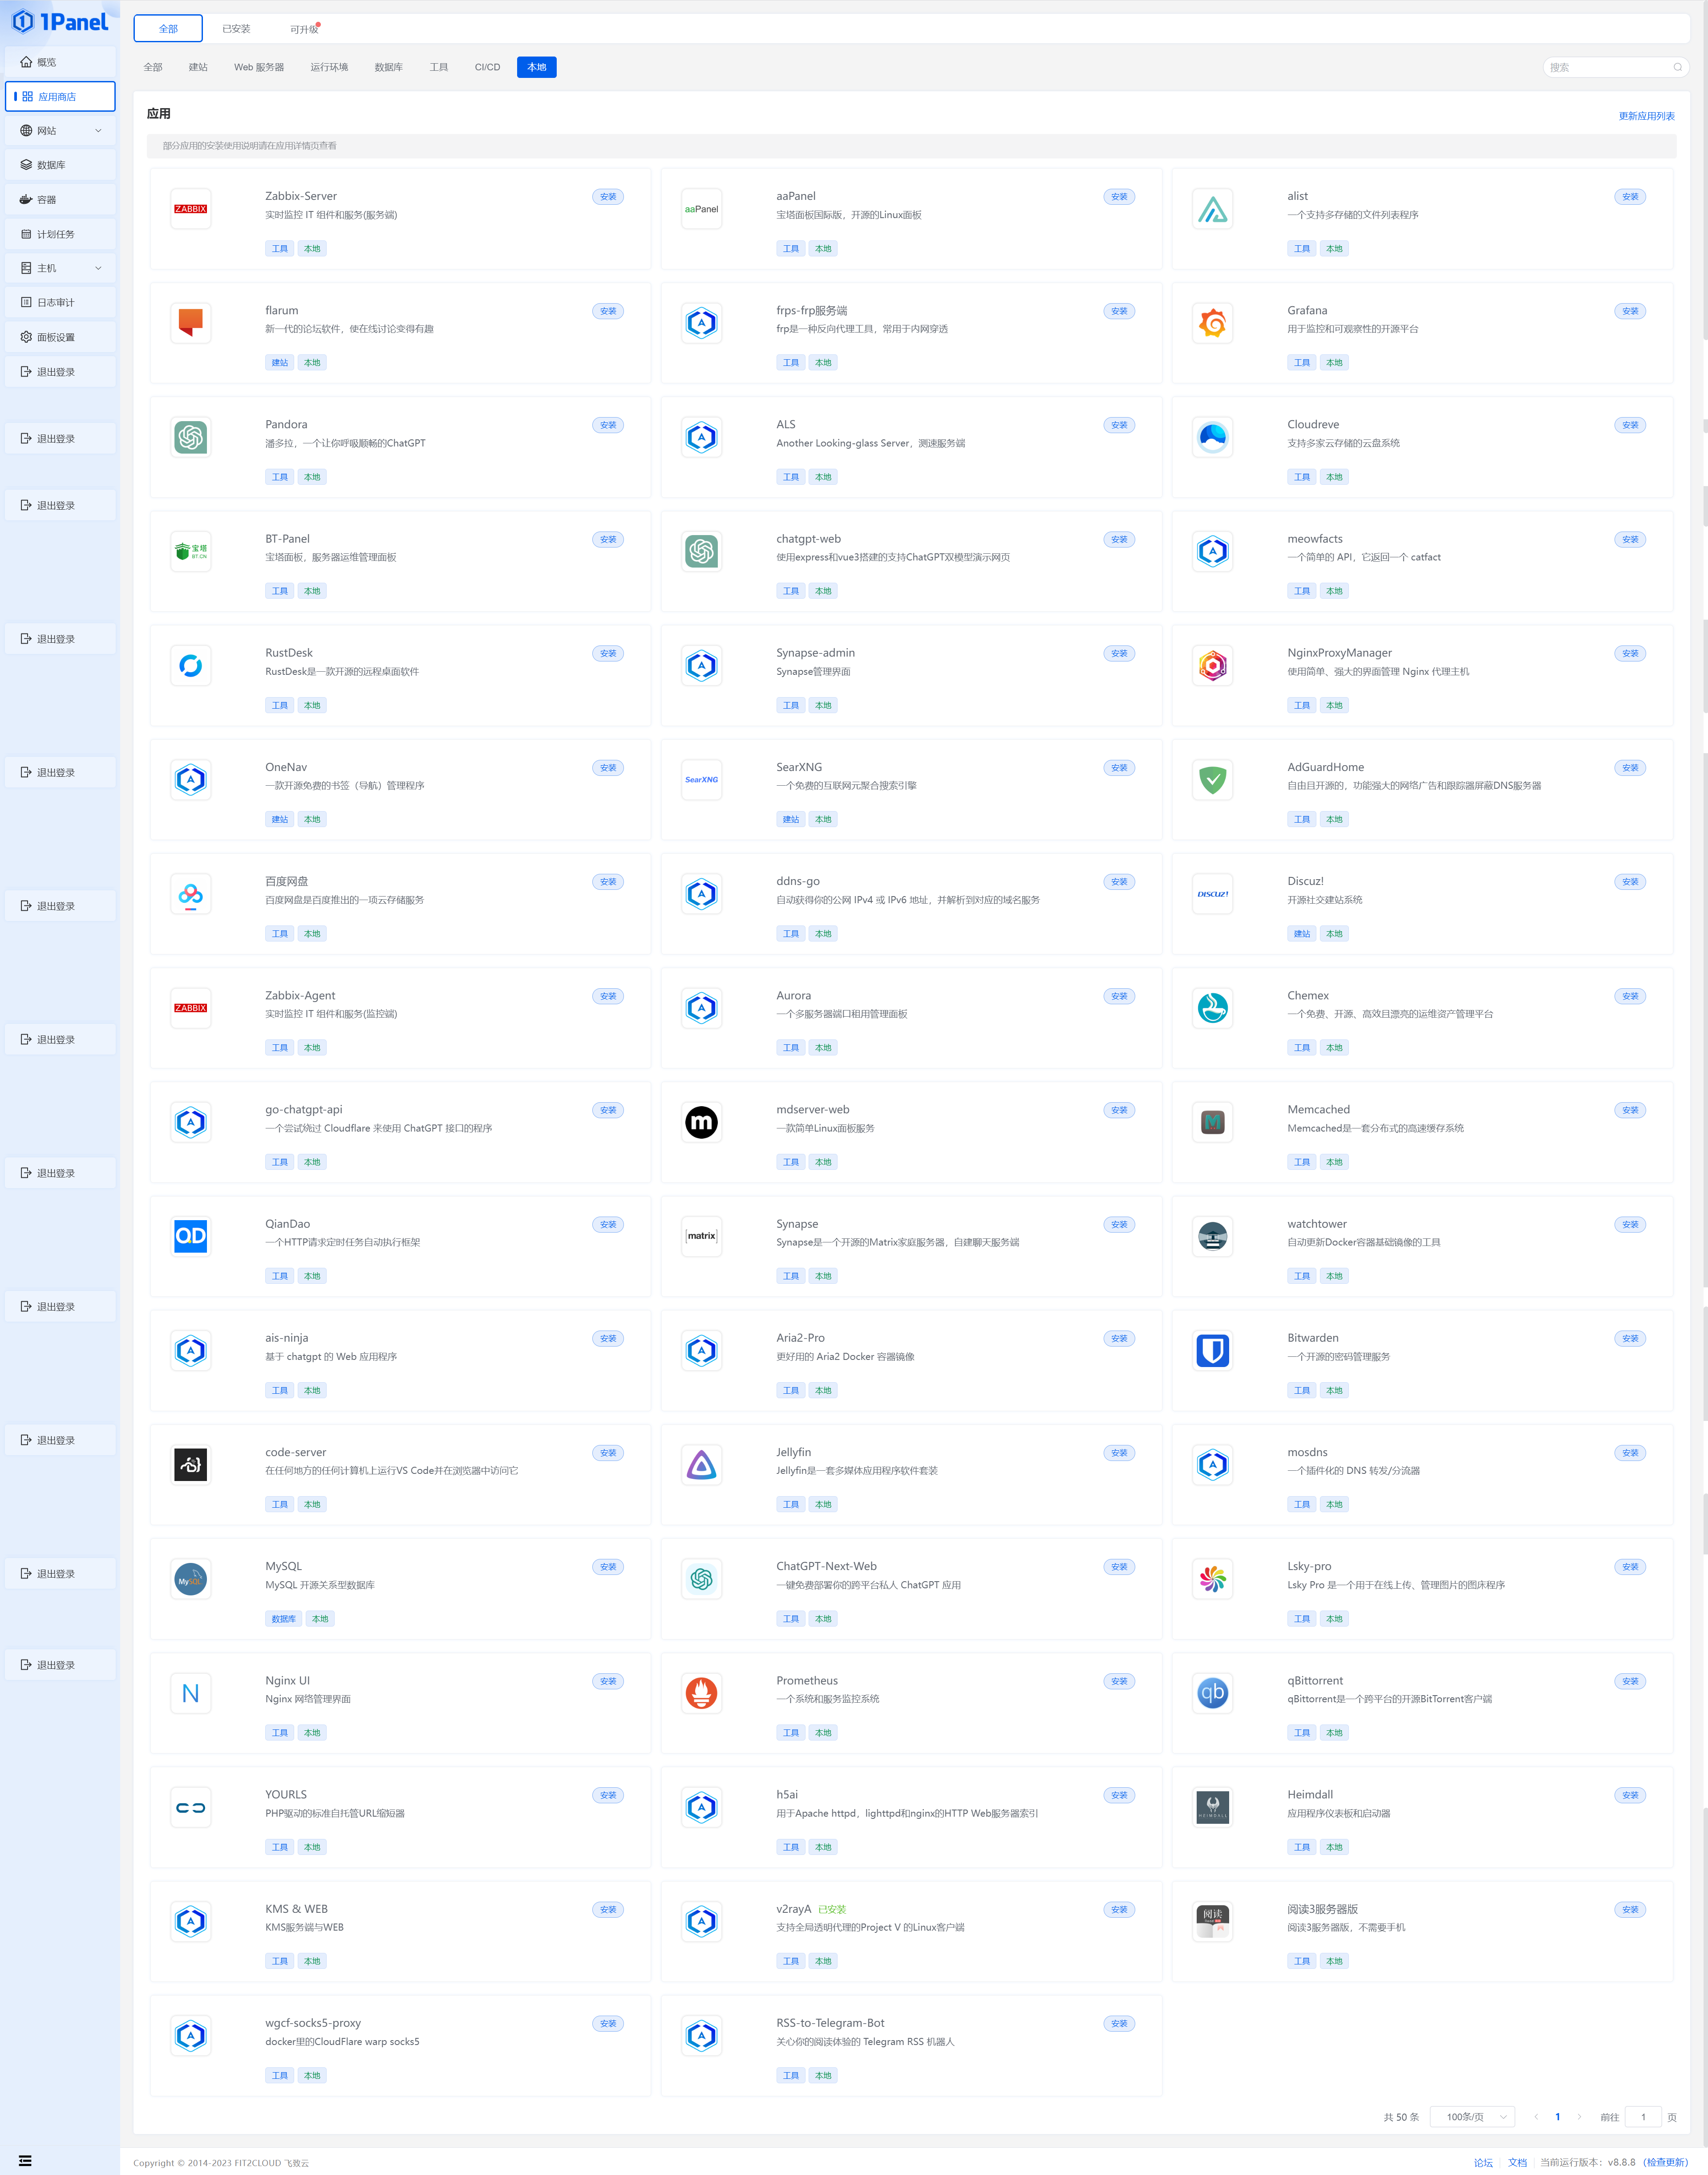 1Panel
概览
应用商店
网站
数据库
容器
计划任务
主机
日志审计
面板设置
退出登录
退出登录
退出登录
退出登录
退出登录
退出登录
退出登录
退出登录
退出登录
退出登录
退出登录
退出登录
全部 已安装 可升级
全部 建站 Web 服务器 运行环境 数据库 工具 CI/CD 本地
搜索
应用
更新应用列表
部分应用的安装使用说明请在应用详情页查看
ZABBIX
Zabbix-Server
安装
实时监控 IT 组件和服务(服务端)
工具 本地
aaPanel
aaPanel
安装
宝塔面板国际版，开源的Linux面板
工具 本地
alist
安装
一个支持多存储的文件列表程序
工具 本地
flarum
安装
新一代的论坛软件，使在线讨论变得有趣
建站 本地
frps-frp服务端
安装
frp是一种反向代理工具，常用于内网穿透
工具 本地
Grafana
安装
用于监控和可观察性的开源平台
工具 本地
Pandora
安装
潘多拉，一个让你呼吸顺畅的ChatGPT
工具 本地
ALS
安装
Another Looking-glass Server，测速服务端
工具 本地
Cloudreve
安装
支持多家云存储的云盘系统
工具 本地
宝塔
BT.CN
BT-Panel
安装
宝塔面板，服务器运维管理面板
工具 本地
chatgpt-web
安装
使用express和vue3搭建的支持ChatGPT双模型演示网页
工具 本地
meowfacts
安装
一个简单的 API，它返回一个 catfact
工具 本地
RustDesk
安装
RustDesk是一款开源的远程桌面软件
工具 本地
Synapse-admin
安装
Synapse管理界面
工具 本地
NginxProxyManager
安装
使用简单、强大的界面管理 Nginx 代理主机
工具 本地
OneNav
安装
一款开源免费的书签（导航）管理程序
建站 本地
SearXNG
SearXNG
安装
一个免费的互联网元聚合搜索引擎
建站 本地
AdGuardHome
安装
自由且开源的，功能强大的网络广告和跟踪器屏蔽DNS服务器
工具 本地
百度网盘
安装
百度网盘是百度推出的一项云存储服务
工具 本地
ddns-go
安装
自动获得你的公网 IPv4 或 IPv6 地址，并解析到对应的域名服务
工具 本地
DISCUZ!
Discuz!
安装
开源社交建站系统
建站 本地
ZABBIX
Zabbix-Agent
安装
实时监控 IT 组件和服务(监控端)
工具 本地
Aurora
安装
一个多服务器端口租用管理面板
工具 本地
Chemex
安装
一个免费、开源、高效且漂亮的运维资产管理平台
工具 本地
go-chatgpt-api
安装
一个尝试绕过 Cloudflare 来使用 ChatGPT 接口的程序
工具 本地
m
mdserver-web
安装
一款简单Linux面板服务
工具 本地
M
Memcached
安装
Memcached是一套分布式的高速缓存系统
工具 本地
QD
QianDao
安装
一个HTTP请求定时任务自动执行框架
工具 本地
[matrix]
Synapse
安装
Synapse是一个开源的Matrix家庭服务器，自建聊天服务端
工具 本地
watchtower
安装
自动更新Docker容器基础镜像的工具
工具 本地
ais-ninja
安装
基于 chatgpt 的 Web 应用程序
工具 本地
Aria2-Pro
安装
更好用的 Aria2 Docker 容器镜像
工具 本地
Bitwarden
安装
一个开源的密码管理服务
工具 本地
code-server
安装
在任何地方的任何计算机上运行VS Code并在浏览器中访问它
工具 本地
Jellyfin
安装
Jellyfin是一套多媒体应用程序软件套装
工具 本地
mosdns
安装
一个插件化的 DNS 转发/分流器
工具 本地
MySQL
MySQL
安装
MySQL 开源关系型数据库
数据库 本地
ChatGPT-Next-Web
安装
一键免费部署你的跨平台私人 ChatGPT 应用
工具 本地
Lsky-pro
安装
Lsky Pro 是一个用于在线上传、管理图片的图床程序
工具 本地
N
Nginx UI
安装
Nginx 网络管理界面
工具 本地
Prometheus
安装
一个系统和服务监控系统
工具 本地
qb
qBittorrent
安装
qBittorrent是一个跨平台的开源BitTorrent客户端
工具 本地
YOURLS
安装
PHP驱动的标准自托管URL缩短器
工具 本地
h5ai
安装
用于Apache httpd，lighttpd和nginx的HTTP Web服务器索引
工具 本地
HEIMDALL
Heimdall
安装
应用程序仪表板和启动器
工具 本地
KMS & WEB
安装
KMS服务端与WEB
工具 本地
v2rayA 已安装
安装
支持全局透明代理的Project V 的Linux客户端
工具 本地
阅读
阅读3服务器版
安装
阅读3服务器版，不需要手机
工具 本地
wgcf-socks5-proxy
安装
docker里的CloudFlare warp socks5
工具 本地
RSS-to-Telegram-Bot
安装
关心你的阅读体验的 Telegram RSS 机器人
工具 本地
共 50 条 100条/页 1 前往 1 页
Copyright © 2014-2023 FIT2CLOUD 飞致云
论坛 文档 当前运行版本：v8.8.8 （检查更新）